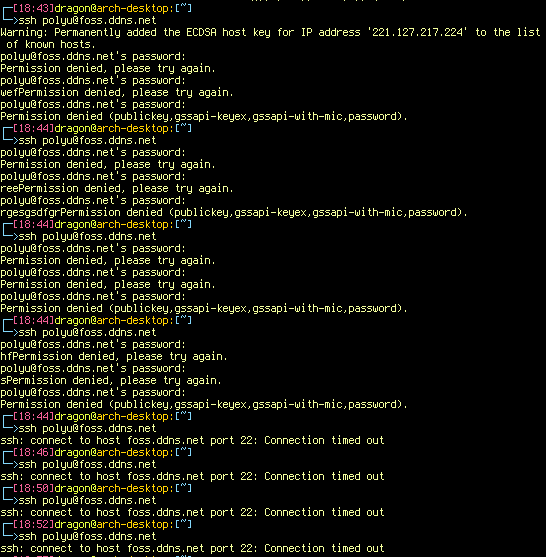 [18:43]dragon@arch-desktop:[~]
└─>ssh polyu@foss.ddns.net
Warning: Permanently added the ECDSA host key for IP address '221.127.217.224' to the list
 of known hosts.
polyu@foss.ddns.net's password:
Permission denied, please try again.
polyu@foss.ddns.net's password:
wefPermission denied, please try again.
polyu@foss.ddns.net's password:
Permission denied (publickey,gssapi-keyex,gssapi-with-mic,password).
┌─[18:44]dragon@arch-desktop:[~]
└─>ssh polyu@foss.ddns.net
polyu@foss.ddns.net's password:
Permission denied, please try again.
polyu@foss.ddns.net's password:
reePermission denied, please try again.
polyu@foss.ddns.net's password:
rgesgsdfgrPermission denied (publickey,gssapi-keyex,gssapi-with-mic,password).
┌─[18:44]dragon@arch-desktop:[~]
└─>ssh polyu@foss.ddns.net
polyu@foss.ddns.net's password:
Permission denied, please try again.
polyu@foss.ddns.net's password:
Permission denied, please try again.
polyu@foss.ddns.net's password:
Permission denied (publickey,gssapi-keyex,gssapi-with-mic,password).
┌─[18:44]dragon@arch-desktop:[~]
└─>ssh polyu@foss.ddns.net
polyu@foss.ddns.net's password:
hfPermission denied, please try again.
polyu@foss.ddns.net's password:
sPermission denied, please try again.
polyu@foss.ddns.net's password:
Permission denied (publickey,gssapi-keyex,gssapi-with-mic,password).
┌─[18:44]dragon@arch-desktop:[~]
└─>ssh polyu@foss.ddns.net
ssh: connect to host foss.ddns.net port 22: Connection timed out
┌─[18:46]dragon@arch-desktop:[~]
└─>ssh polyu@foss.ddns.net
ssh: connect to host foss.ddns.net port 22: Connection timed out
┌─[18:50]dragon@arch-desktop:[~]
└─>ssh polyu@foss.ddns.net
ssh: connect to host foss.ddns.net port 22: Connection timed out
┌─[18:52]dragon@arch-desktop:[~]
└─>ssh polyu@foss.ddns.net
ssh: connect to host foss.ddns.net port 22: Connection timed out